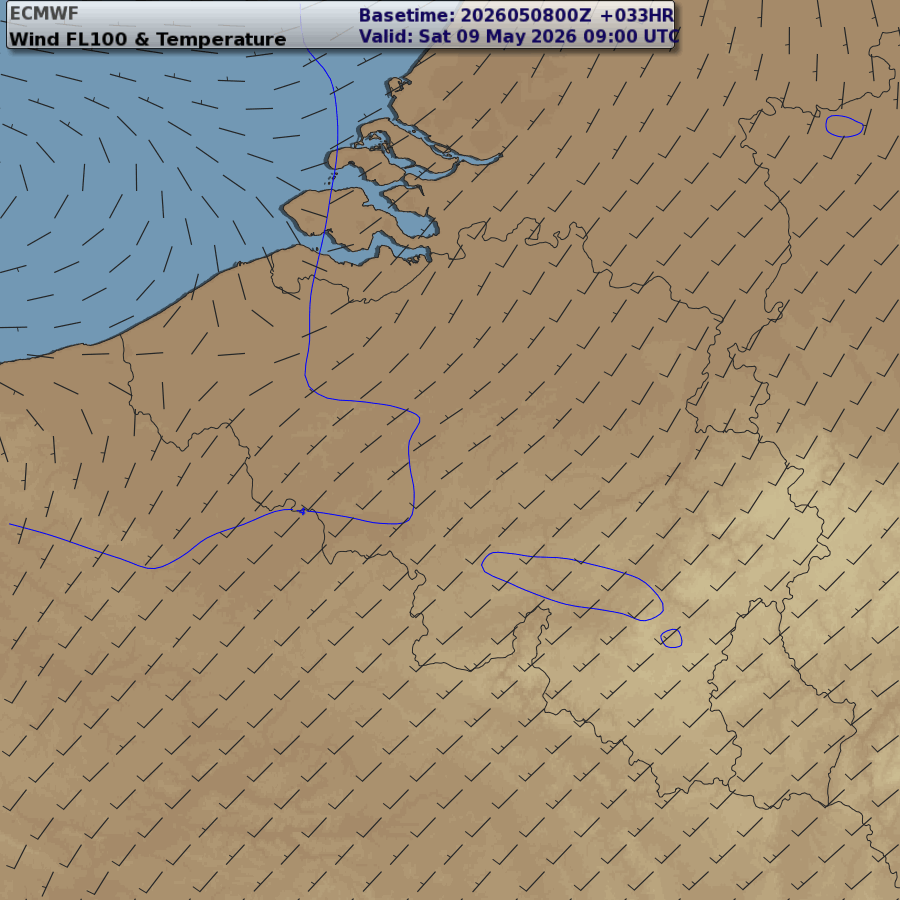 ECMWF
Wind FL100 & Temperature
Basetime: 2026050800Z +033HR
Valid: Sat 09 May 2026 09:00 UTC